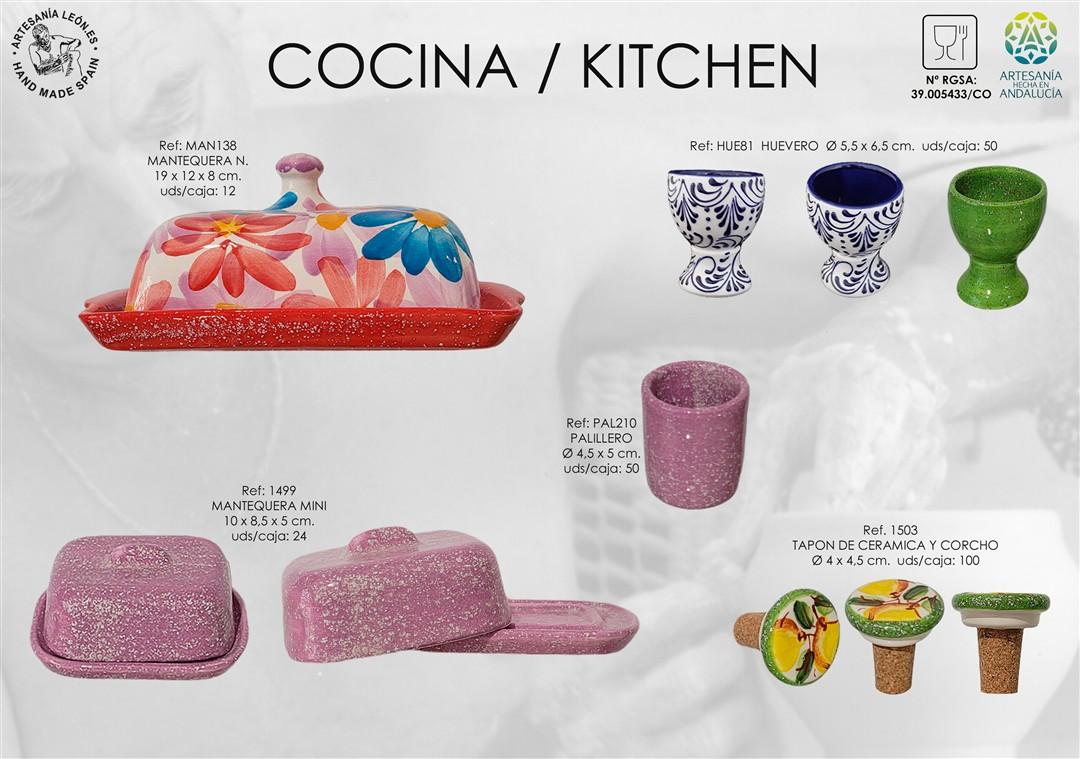 ARTESANÍA LEÓN.ES
HAND MADE SPAIN
COCINA / KITCHEN
Nº RGSA:
39.005433/CO
ARTESANÍA
HECHA EN
ANDALUCÍA
Ref: MAN138
MANTEQUERA N.
19 x 12 x 8 cm.
uds/caja: 12
Ref: HUE81 HUEVERO Ø 5,5 x 6,5 cm. uds/caja: 50
Ref: PAL210
PALILLERO
Ø 4,5 x 5 cm.
uds/caja: 50
Ref: 1499
MANTEQUERA MINI
10 x 8,5 x 5 cm.
uds/caja: 24
Ref. 1503
TAPON DE CERAMICA Y CORCHO
Ø 4 x 4,5 cm. uds/caja: 100